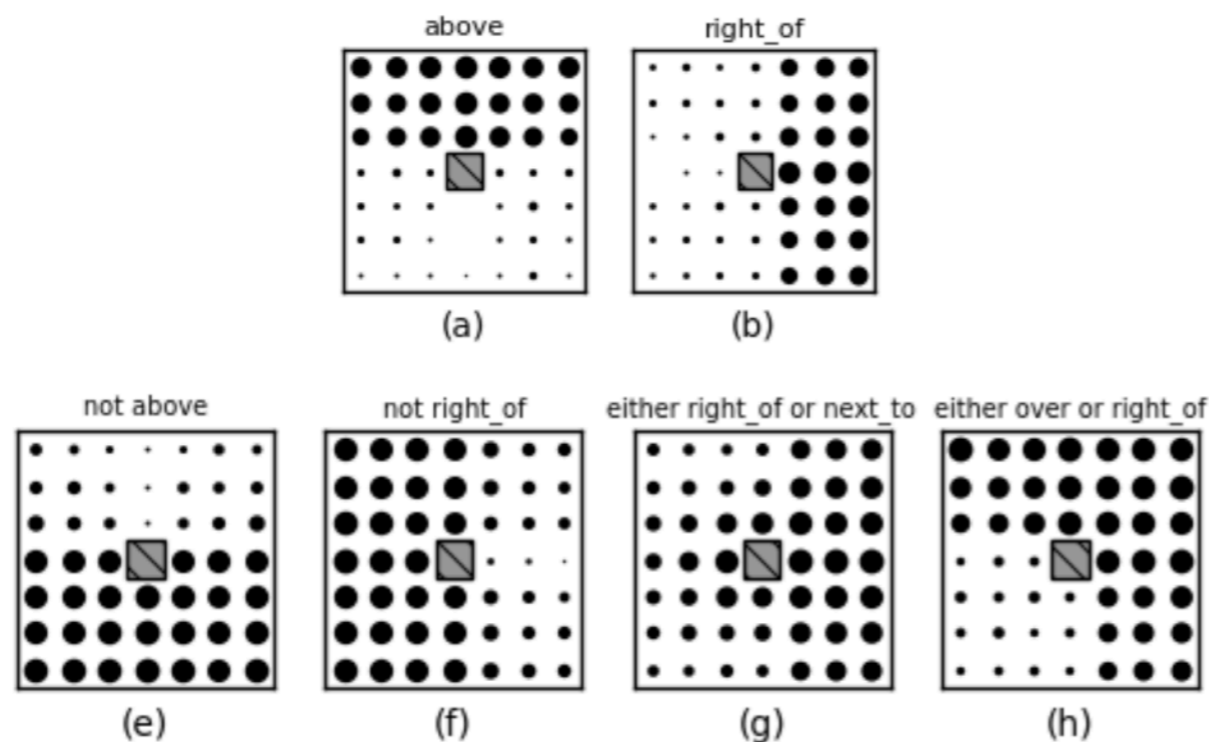 above
right_of
(a)
(b)
not above
not right_of
either right_of or next_to
either over or right_of
(e)
(f)
(g)
(h)